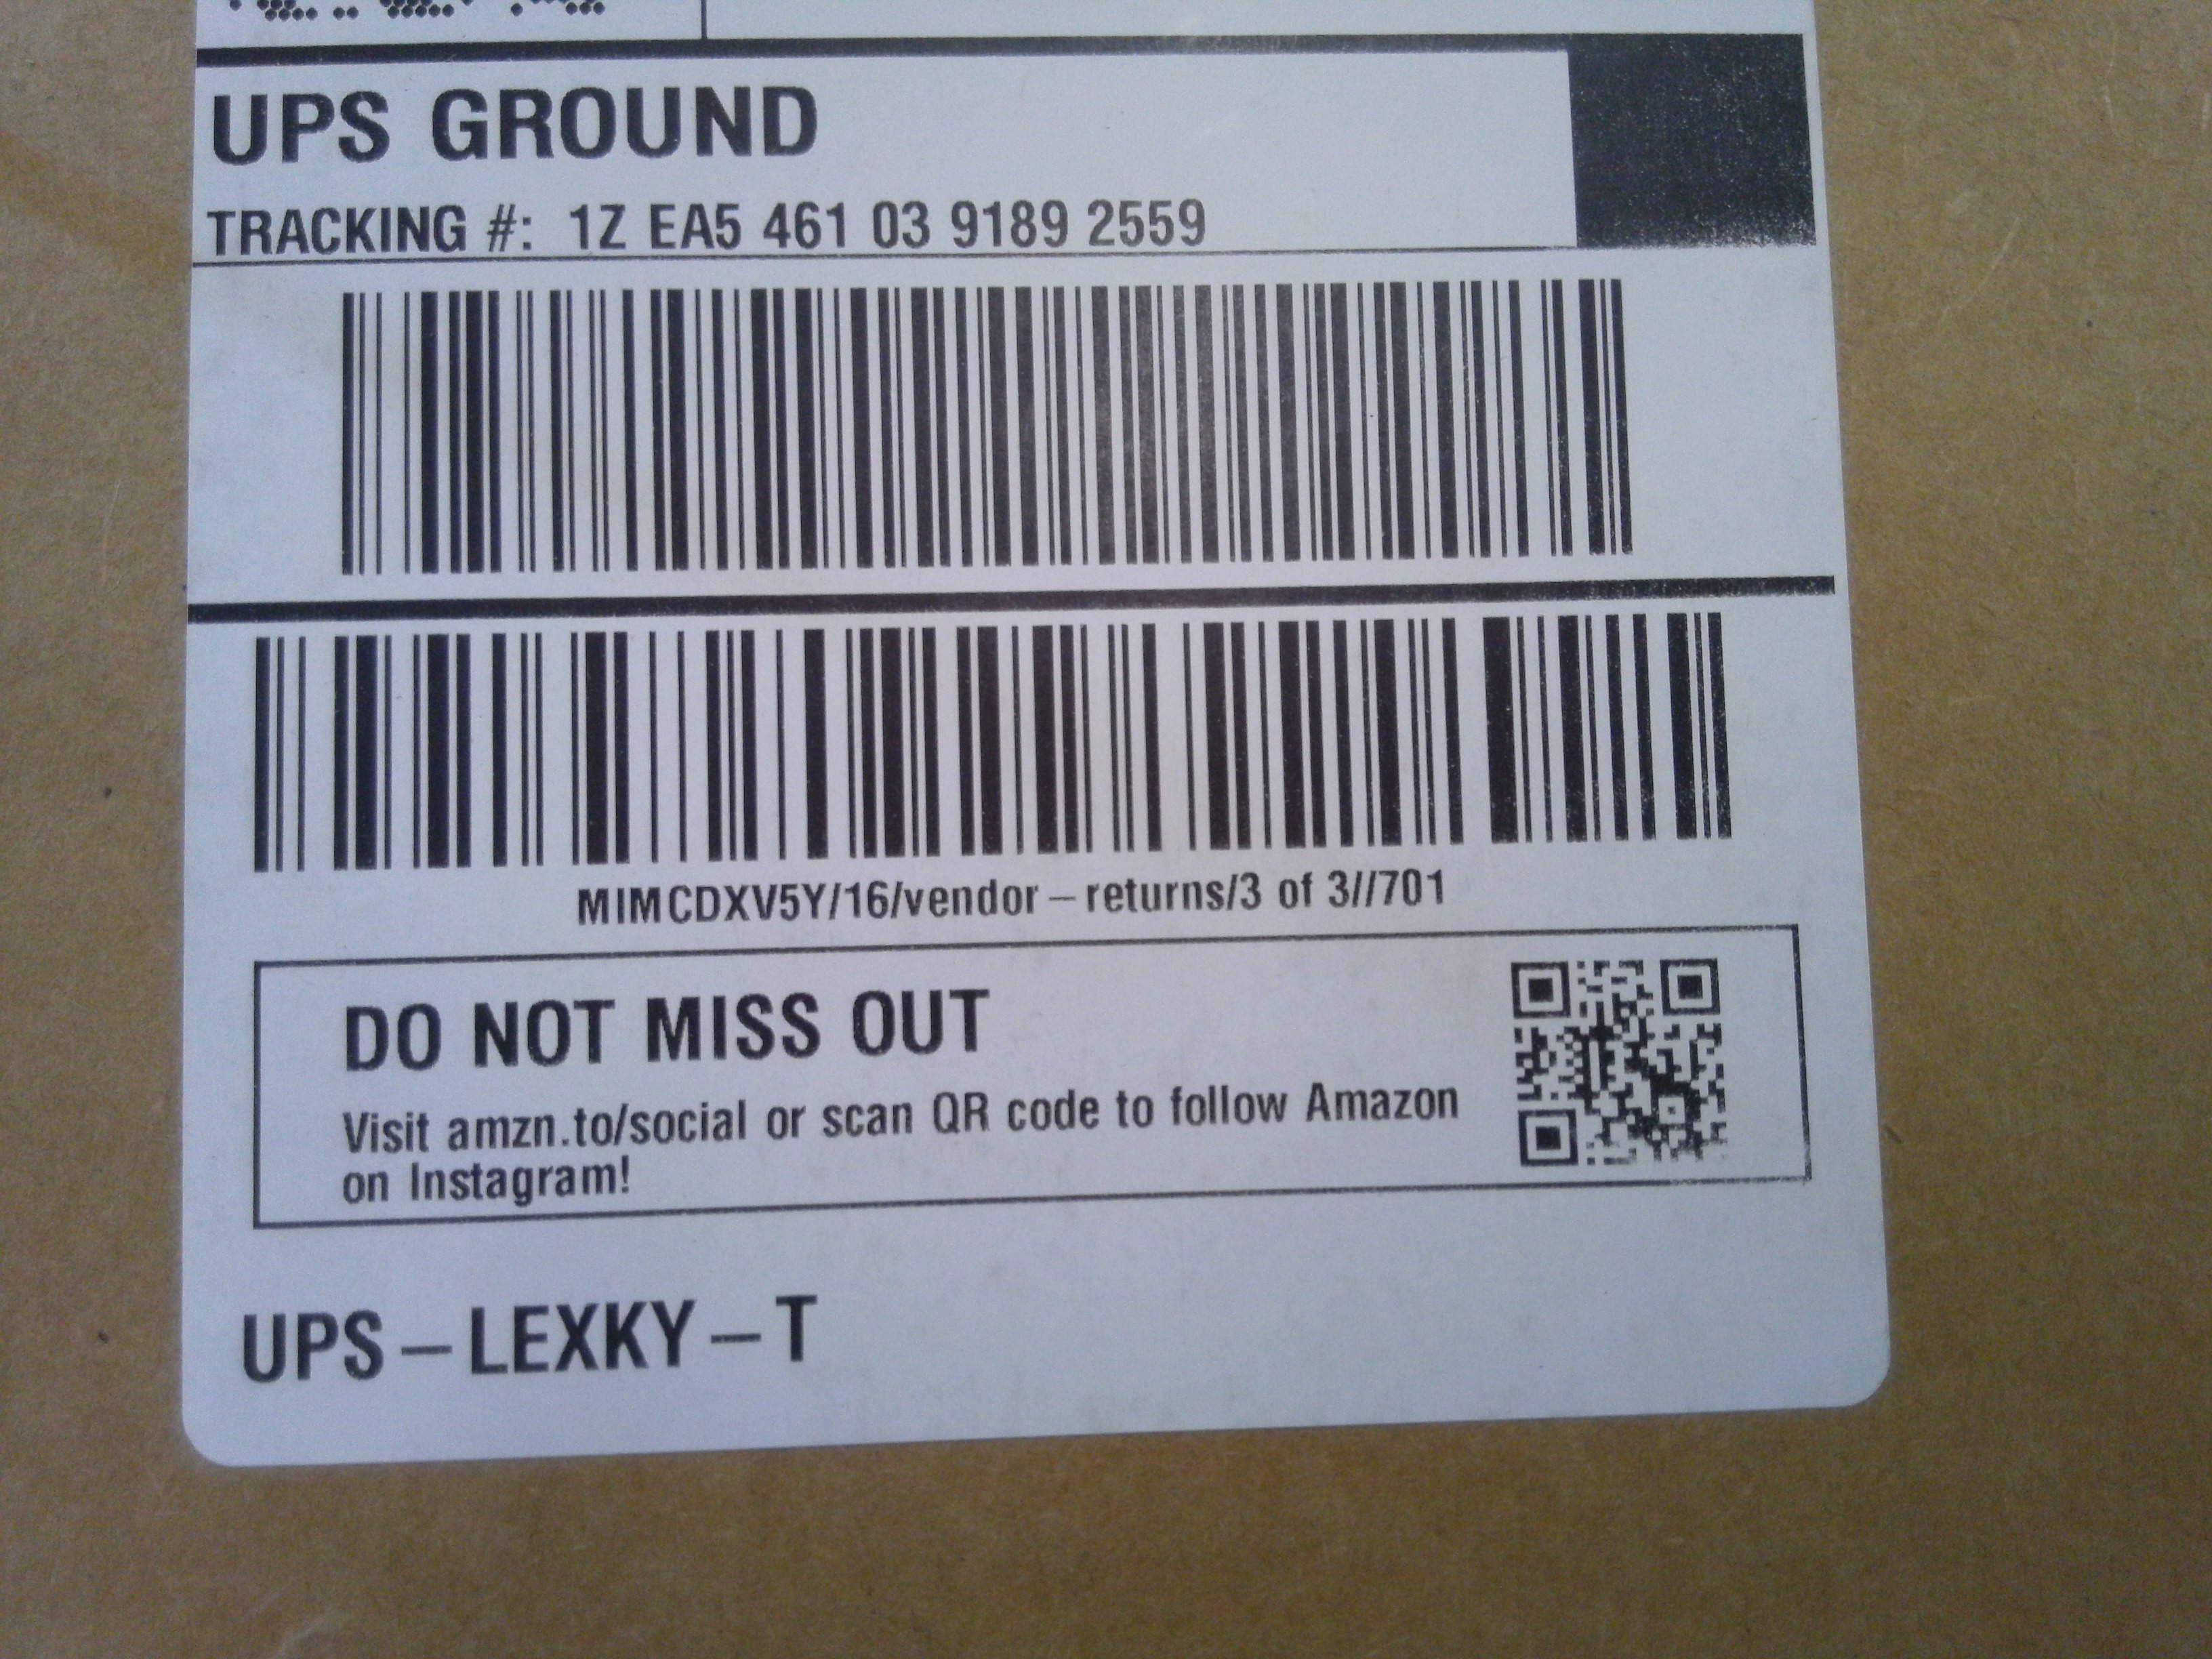 UPS GROUND
TRACKING #: 1Z EA5 461 03 9189 2559
MIMCDXV5Y/16/vendor-returns/3 of 3//701
DO NOT MISS OUT
Visit amzn.to/social or scan QR code to follow Amazon
on Instagram!
UPS-LEXKY-T